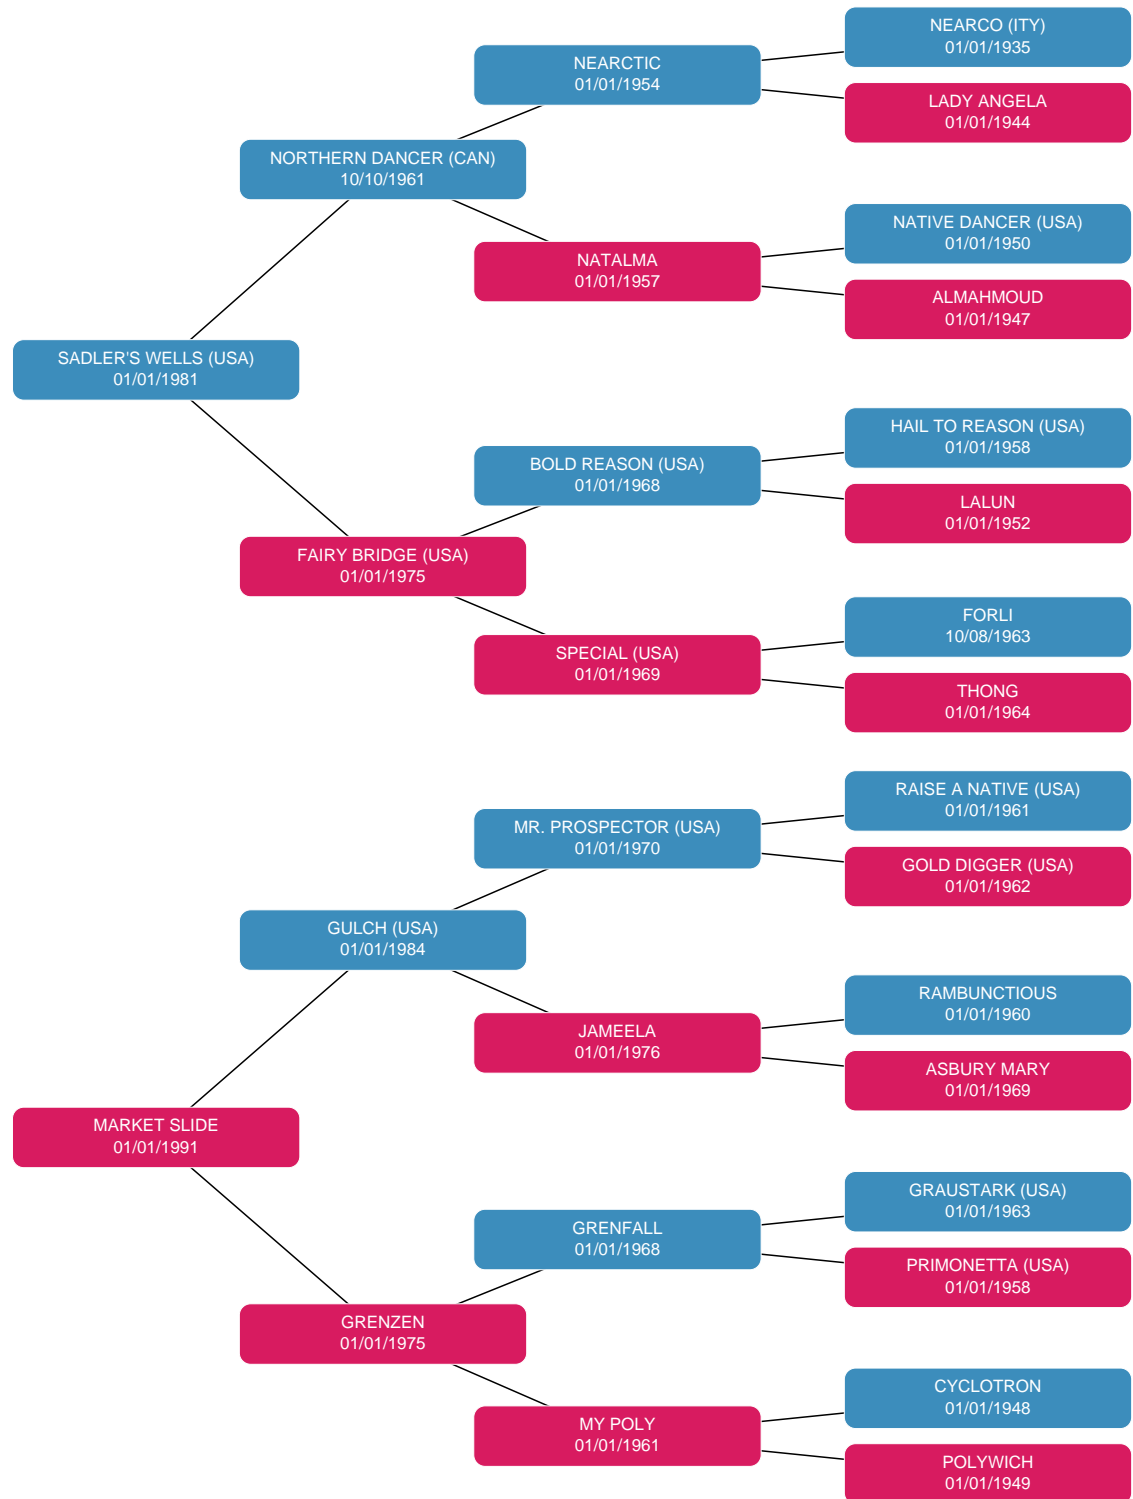 NEARCO (ITY)
01/01/1935
NEARCTIC
01/01/1954
LADY ANGELA
01/01/1944
NORTHERN DANCER (CAN)
10/10/1961
NATIVE DANCER (USA)
01/01/1950
NATALMA
01/01/1957
ALMAHMOUD
01/01/1947
SADLER'S WELLS (USA)
01/01/1981
HAIL TO REASON (USA)
01/01/1958
BOLD REASON (USA)
01/01/1968
LALUN
01/01/1952
FAIRY BRIDGE (USA)
01/01/1975
FORLI
10/08/1963
SPECIAL (USA)
01/01/1969
THONG
01/01/1964
RAISE A NATIVE (USA)
01/01/1961
MR. PROSPECTOR (USA)
01/01/1970
GOLD DIGGER (USA)
01/01/1962
GULCH (USA)
01/01/1984
RAMBUNCTIOUS
01/01/1960
JAMEELA
01/01/1976
ASBURY MARY
01/01/1969
MARKET SLIDE
01/01/1991
GRAUSTARK (USA)
01/01/1963
GRENFALL
01/01/1968
PRIMONETTA (USA)
01/01/1958
GRENZEN
01/01/1975
CYCLOTRON
01/01/1948
MY POLY
01/01/1961
POLYWICH
01/01/1949